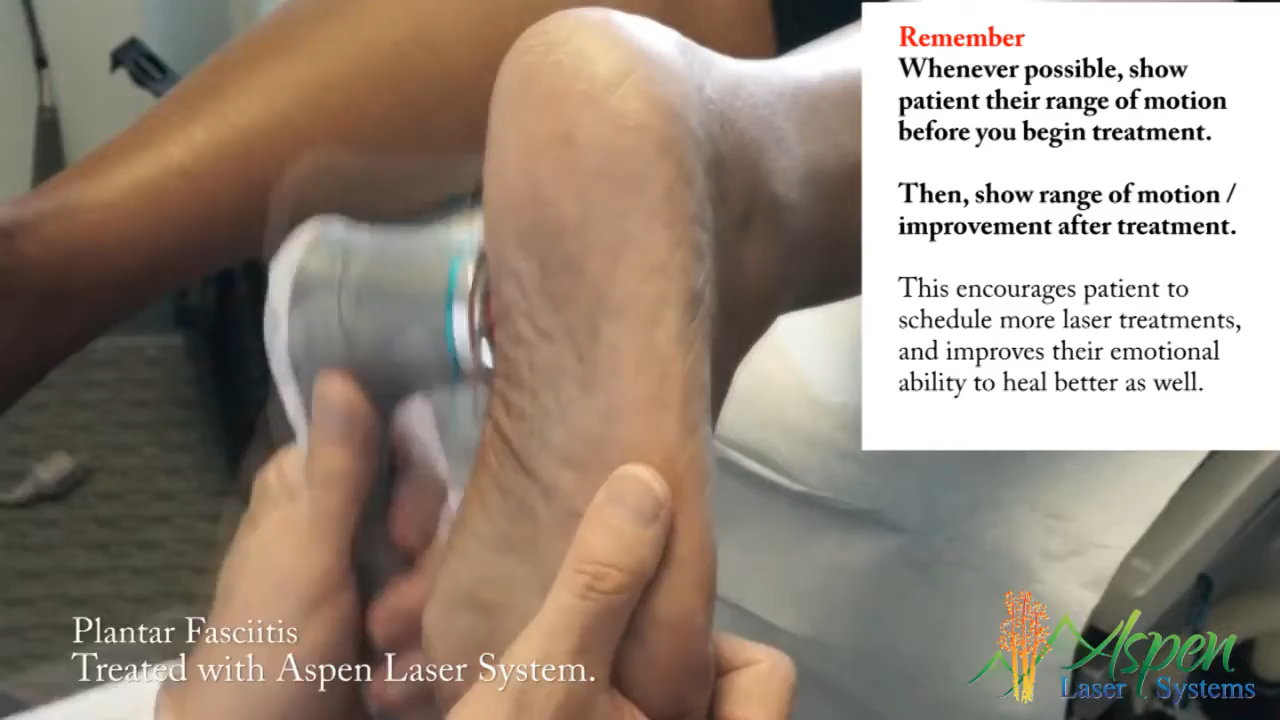 Remember
Whenever possible, show
patient their range of motion
before you begin treatment.
Then, show range of motion /
improvement after treatment.
This encourages patient to
schedule more laser treatments,
and improves their emotional
ability to heal better as well.
Plantar Fasciitis
Treated with Aspen Laser System.
Aspen
Laser Systems